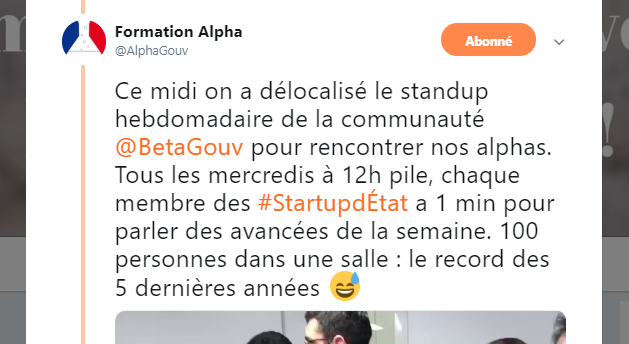 Formation Alpha
@AlphaGouv
Abonné
Ce midi on a délocalisé le standup
hebdomadaire de la communauté
@BetaGouv pour rencontrer nos alphas.
Tous les mercredis à 12h pile, chaque
membre des #StartupdÉtat a 1 min pour
parler des avancées de la semaine. 100
personnes dans une salle : le record des
5 dernières années 😅